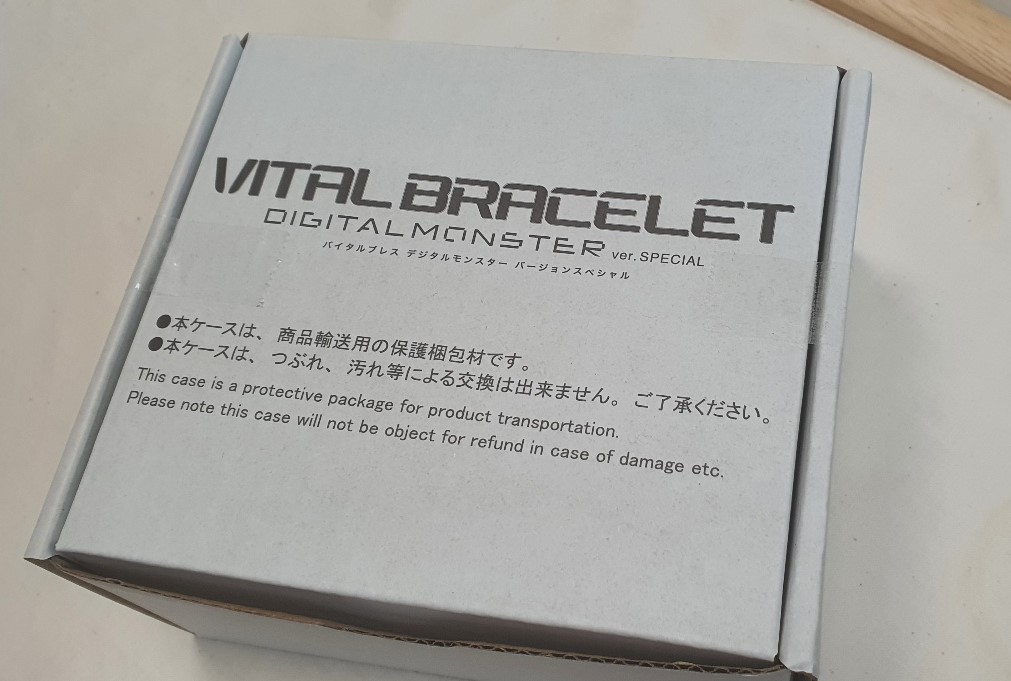 VITAL BRACELET
DIGITALMONSTER ver.SPECIAL
バイタルブレス デジタルモンスター バージョンスペシャル
●本ケースは、商品輸送用の保護梱包材です。
●本ケースは、つぶれ、汚れ等による交換は出来ません。ご了承ください。
This case is a protective package for product transportation.
Please note this case will not be object for refund in case of damage etc.